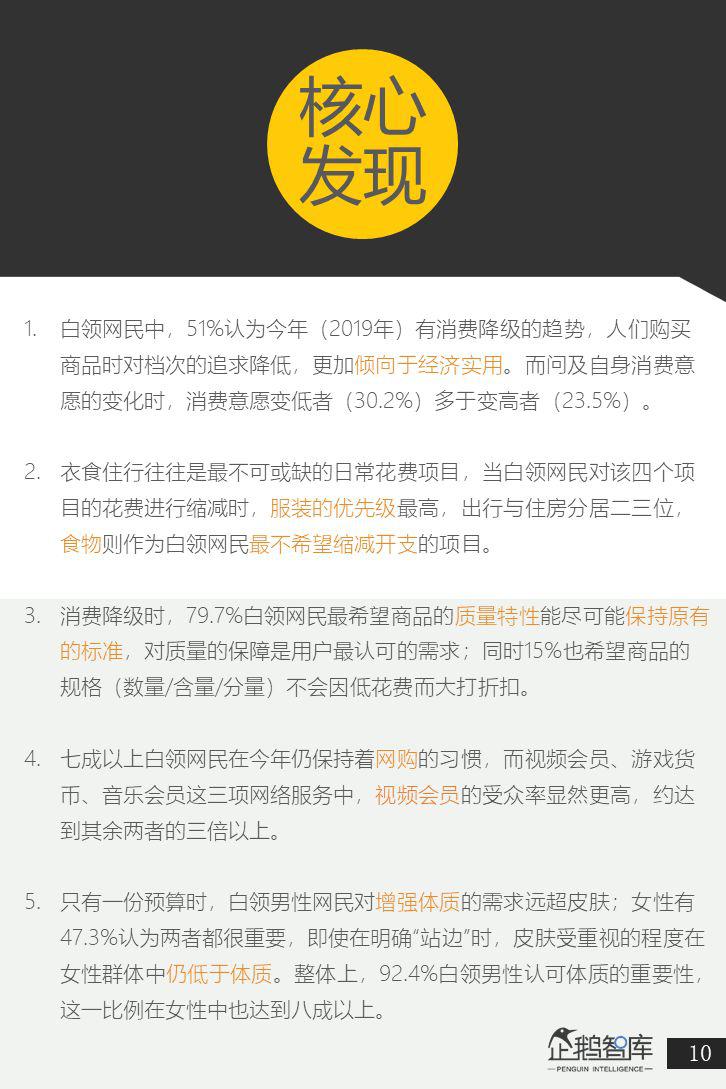 核心
发现
1. 白领网民中，51%认为今年（2019年）有消费降级的趋势，人们购买
商品时对档次的追求降低，更加倾向于经济实用。而问及自身消费意
愿的变化时，消费意愿变低者（30.2%）多于变高者（23.5%）。
2. 衣食住行往往是最不可或缺的日常花费项目，当白领网民对该四个项
目的花费进行缩减时，服装的优先级最高，出行与住房分居二三位，
食物则作为白领网民最不希望缩减开支的项目。
3. 消费降级时，79.7%白领网民最希望商品的质量特性能尽可能保持原有
的标准，对质量的保障是用户最认可的需求；同时15%也希望商品的
规格（数量/含量/分量）不会因低花费而大打折扣。
4. 七成以上白领网民在今年仍保持着网购的习惯，而视频会员、游戏货
币、音乐会员这三项网络服务中，视频会员的受众率显然更高，约达
到其余两者的三倍以上。
5. 只有一份预算时，白领男性网民对增强体质的需求远超皮肤；女性有
47.3%认为两者都很重要，即使在明确“站边”时，皮肤受重视的程度在
女性群体中仍低于体质。整体上，92.4%白领男性认可体质的重要性，
这一比例在女性中也达到八成以上。
企鹅智库
PENGUIN INTELLIGENCE
10